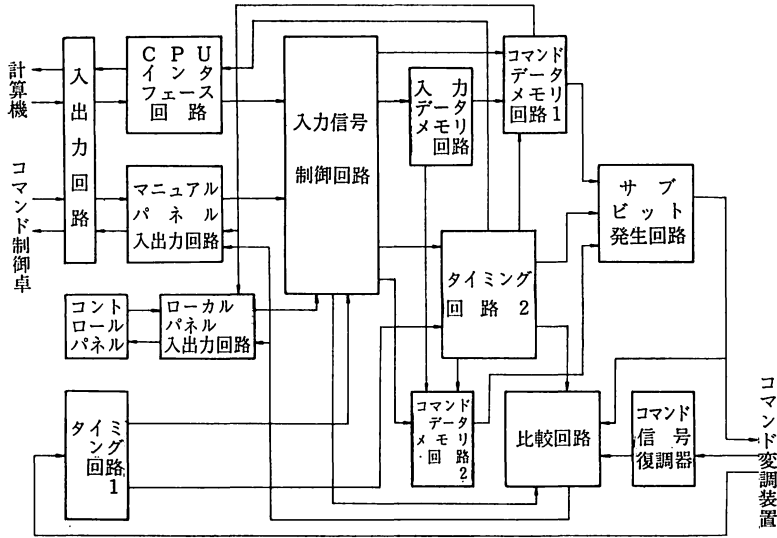 計算機
コマンド制御卓
入出力回路
CPU
インタ
フェース
回路
マニュアル
パネル
入出力回路
コント
ロール
パネル
ローカル
パネル
入出力回路
タイミ
ング
回路
1
入力信号
制御回路
入力
データ
メモリ
回路
コマンド
データ
メモリ
回路1
タイミング
回路2
コマンド
データ
メモリ
回路
2
サブ
ビット
発生回路
比較回路
コマンド
信号
復調器
コマンド変調装置